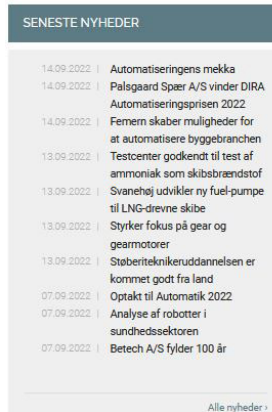 SENESTE NYHEDER
14.09.2022 | Automatiseringens mekka
14.09.2022 | Palsgaard Spær A/S vinder DIRA
Automatiseringsprisen 2022
14.09.2022 | Femern skaber muligheder for
at automatisere byggebranchen
13.09.2022 | Testcenter godkendt til test af
ammoniak som skibsbrændstof
13.09.2022 | Svanehøj udvikler ny fuel-pumpe
til LNG-drevne skibe
13.09.2022 | Styrker fokus på gear og
gearmotorer
13.09.2022 | Støberiteknikeruddannelsen er
kommet godt fra land
07.09.2022 | Optakt til Automatik 2022
07.09.2022 | Analyse af robotter i
sundhedssektoren
07.09.2022 | Betech A/S fylder 100 år
Alle nyheder ›